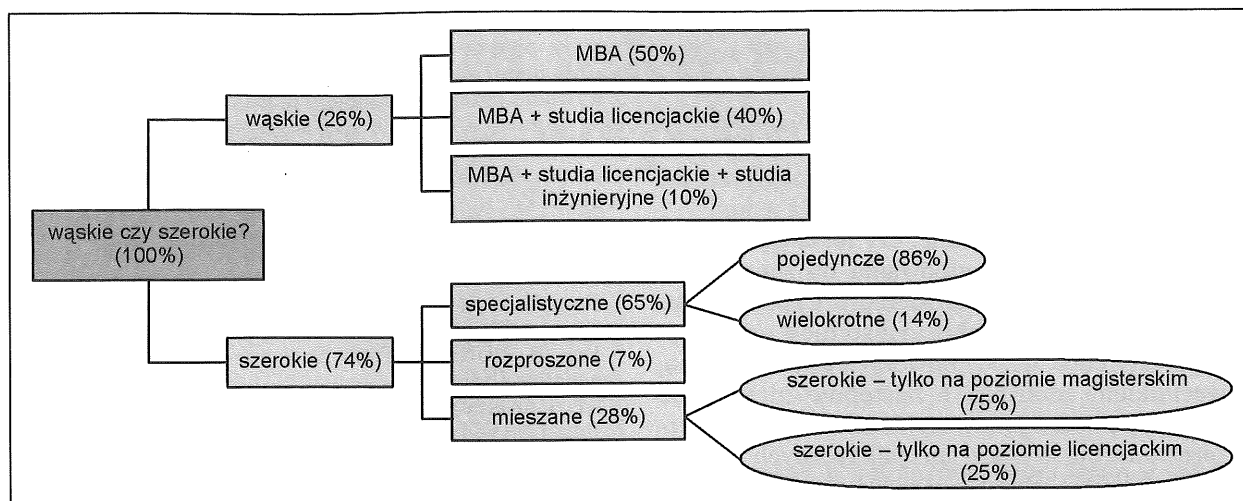 MBA (50%)
wąskie (26%)
MBA + studia licencjackie (40%)
MBA + studia licencjackie + studia
inżynieryjne (10%)
wąskie czy szerokie?
(100%)
pojedyncze (86%)
specjalistyczne (65%)
wielokrotne (14%)
szerokie (74%)
rozproszone (7%)
szerokie – tylko na poziomie magisterskim
(75%)
mieszane (28%)
szerokie – tylko na poziomie licencjackim
(25%)